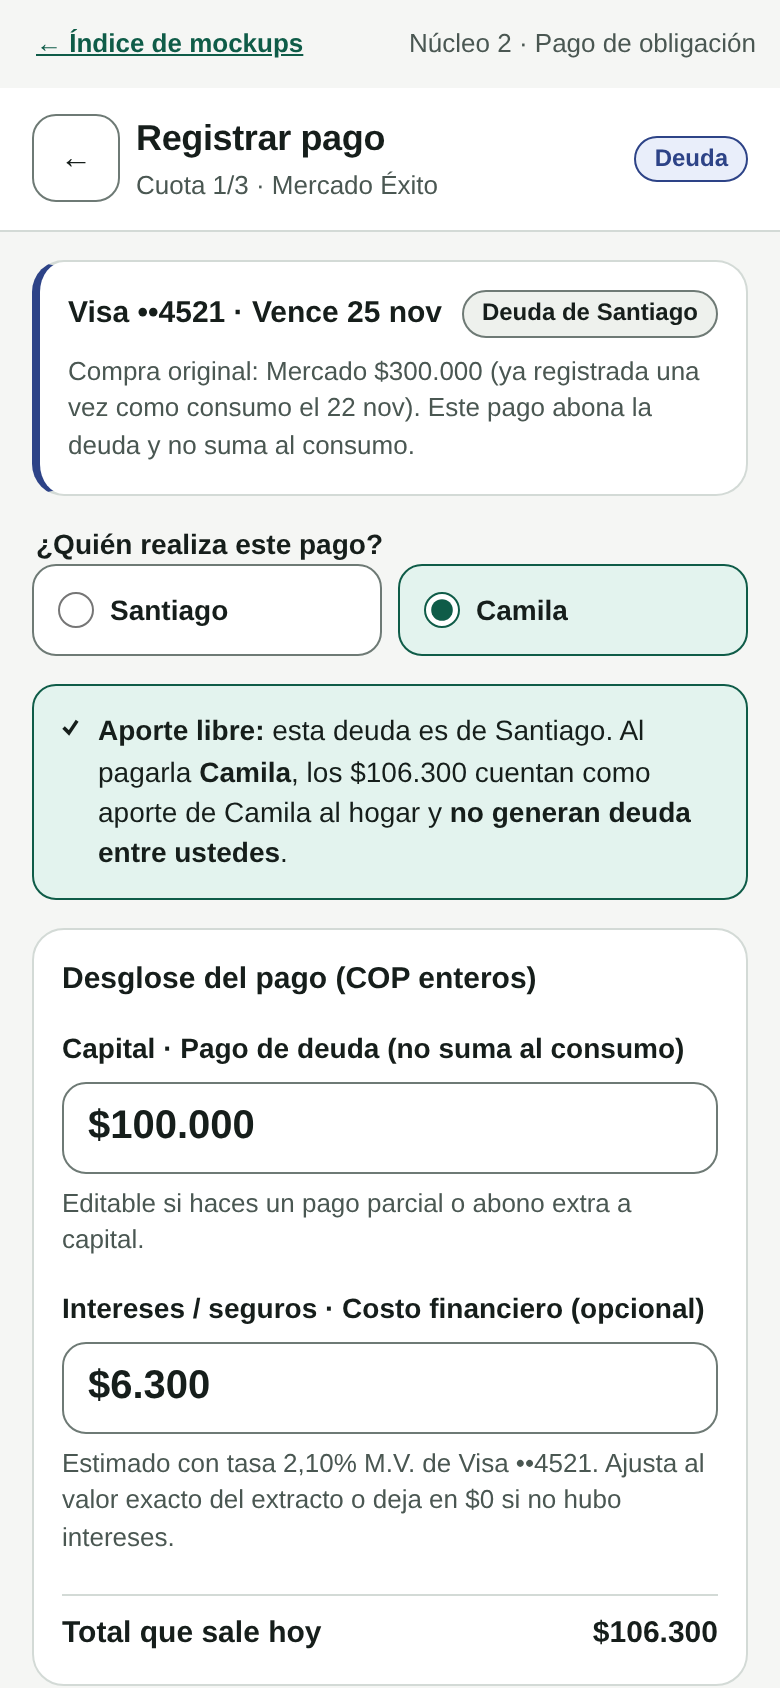 ← Índice de mockups
Núcleo 2 · Pago de obligación
←
Registrar pago
Cuota 1/3 · Mercado Éxito
Deuda
Visa ••4521 · Vence 25 nov
Deuda de Santiago
Compra original: Mercado $300.000 (ya registrada una
vez como consumo el 22 nov). Este pago abona la
deuda y no suma al consumo.
¿Quién realiza este pago?
Santiago
Camila
Aporte libre: esta deuda es de Santiago. Al
pagarla Camila, los $106.300 cuentan como
aporte de Camila al hogar y no generan deuda
entre ustedes.
Desglose del pago (COP enteros)
Capital · Pago de deuda (no suma al consumo)
$100.000
Editable si haces un pago parcial o abono extra a
capital.
Intereses / seguros · Costo financiero (opcional)
$6.300
Estimado con tasa 2,10% M.V. de Visa ••4521. Ajusta al
valor exacto del extracto o deja en $0 si no hubo
intereses.
Total que sale hoy
$106.300